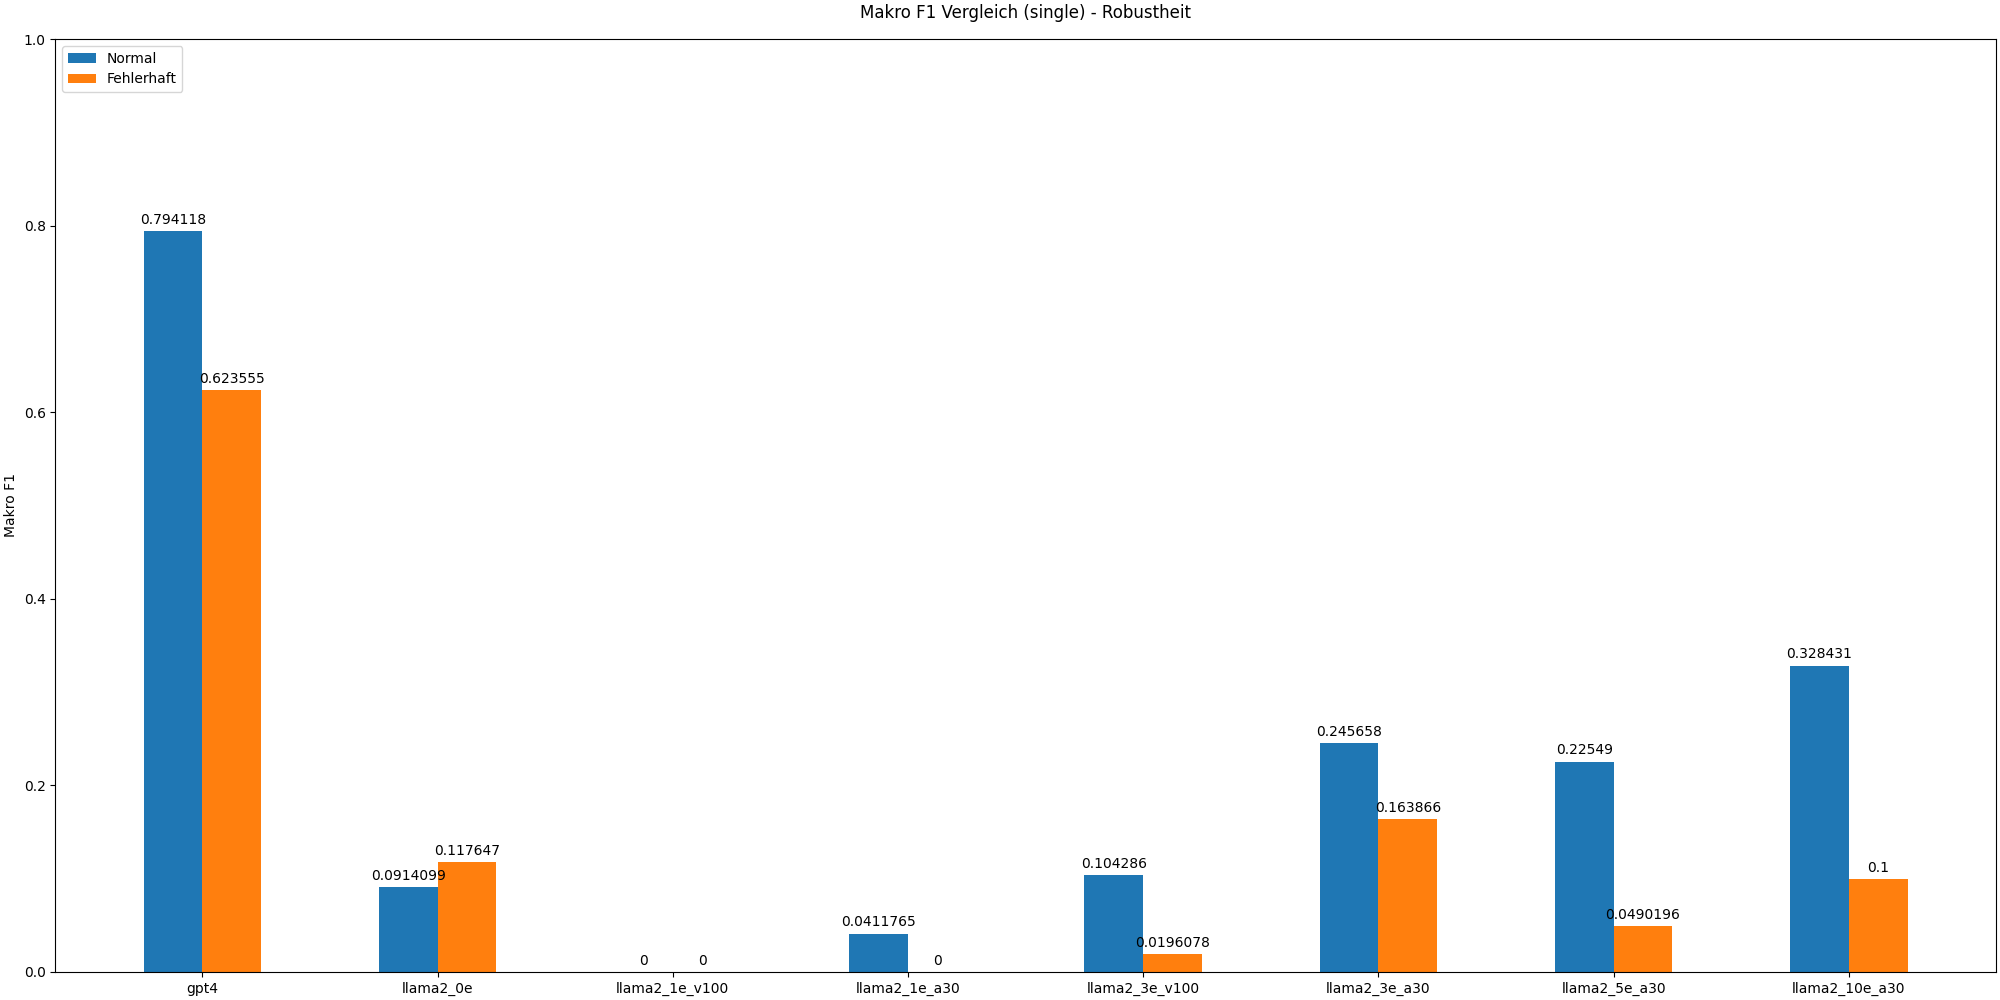 Makro F1 Vergleich (single) - Robustheit
Normal
Fehlerhaft
Makro F1
1.0
0.8
0.6
0.4
0.2
0.0
0.794118
0.623555
0.0914099
0.117647
0
0
0.0411765
0
0.104286
0.0196078
0.245658
0.163866
0.22549
0.0490196
0.328431
0.1
gpt4
llama2_0e
llama2_1e_v100
llama2_1e_a30
llama2_3e_v100
llama2_3e_a30
llama2_5e_a30
llama2_10e_a30